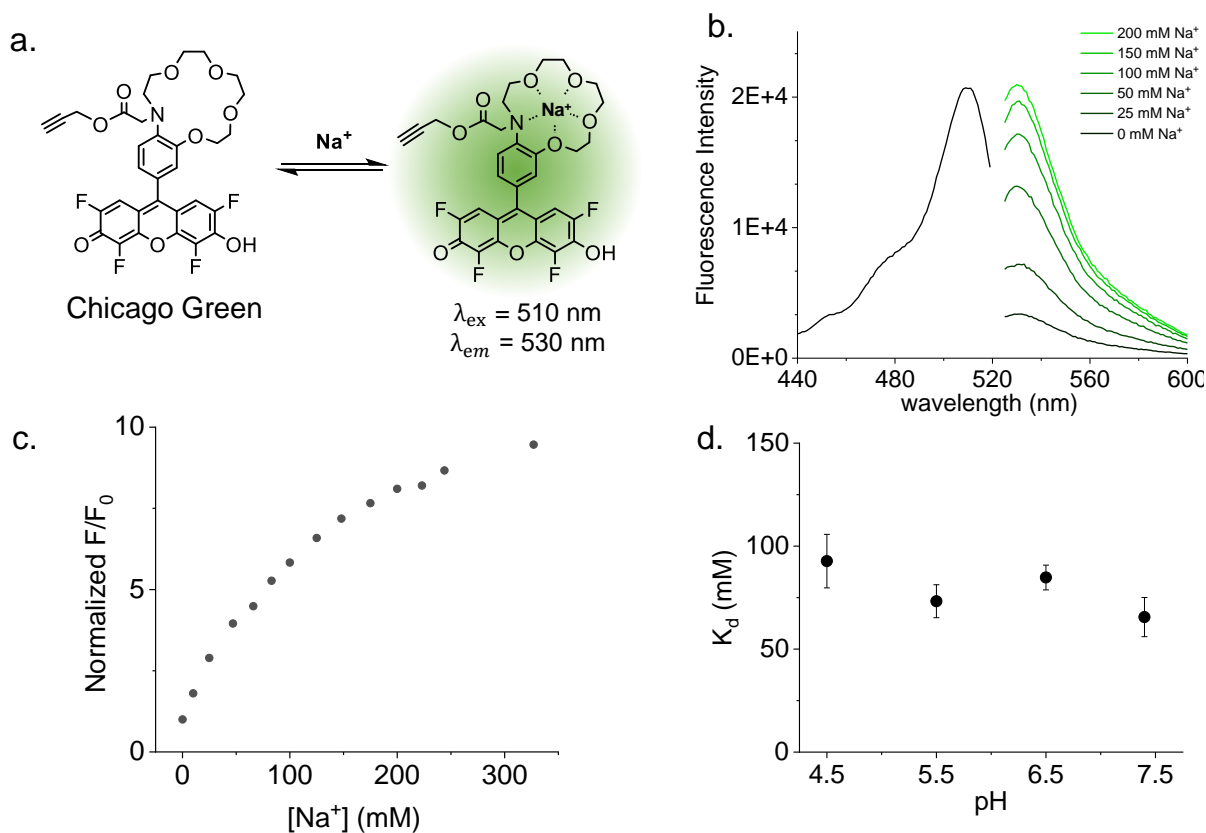 a.
O
O
O
O
O
O
N
O
F
F
O
O
OH
F
F
Chicago Green
Na⁺
O
O
O
Na⁺
O
O
O
N
O
F
F
O
O
OH
F
F
λex = 510 nm
λem = 530 nm
b.
Fluorescence Intensity
2E+4
1E+4
0E+0
440 480 520 560 600
wavelength (nm)
200 mM Na⁺
150 mM Na⁺
100 mM Na⁺
50 mM Na⁺
25 mM Na⁺
0 mM Na⁺
c.
Normalized F/F₀
10
5
0
0 100 200 300
[Na⁺] (mM)
d.
K_d (mM)
150
100
50
0
4.5 5.5 6.5 7.5
pH